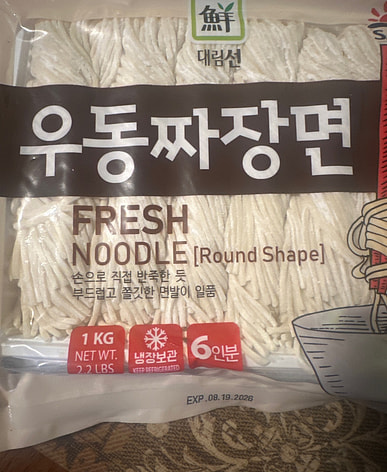 鮮
대림선
우동짜장면
FRESH
NOODLE [Round Shape]
손으로 직접 반죽한 듯
부드럽고 쫄깃한 면발이 일품
1 KG
NET WT.
2.2 LBS
냉장보관
KEEP REFRIGERATED
6인분
EXP.08.19.2026